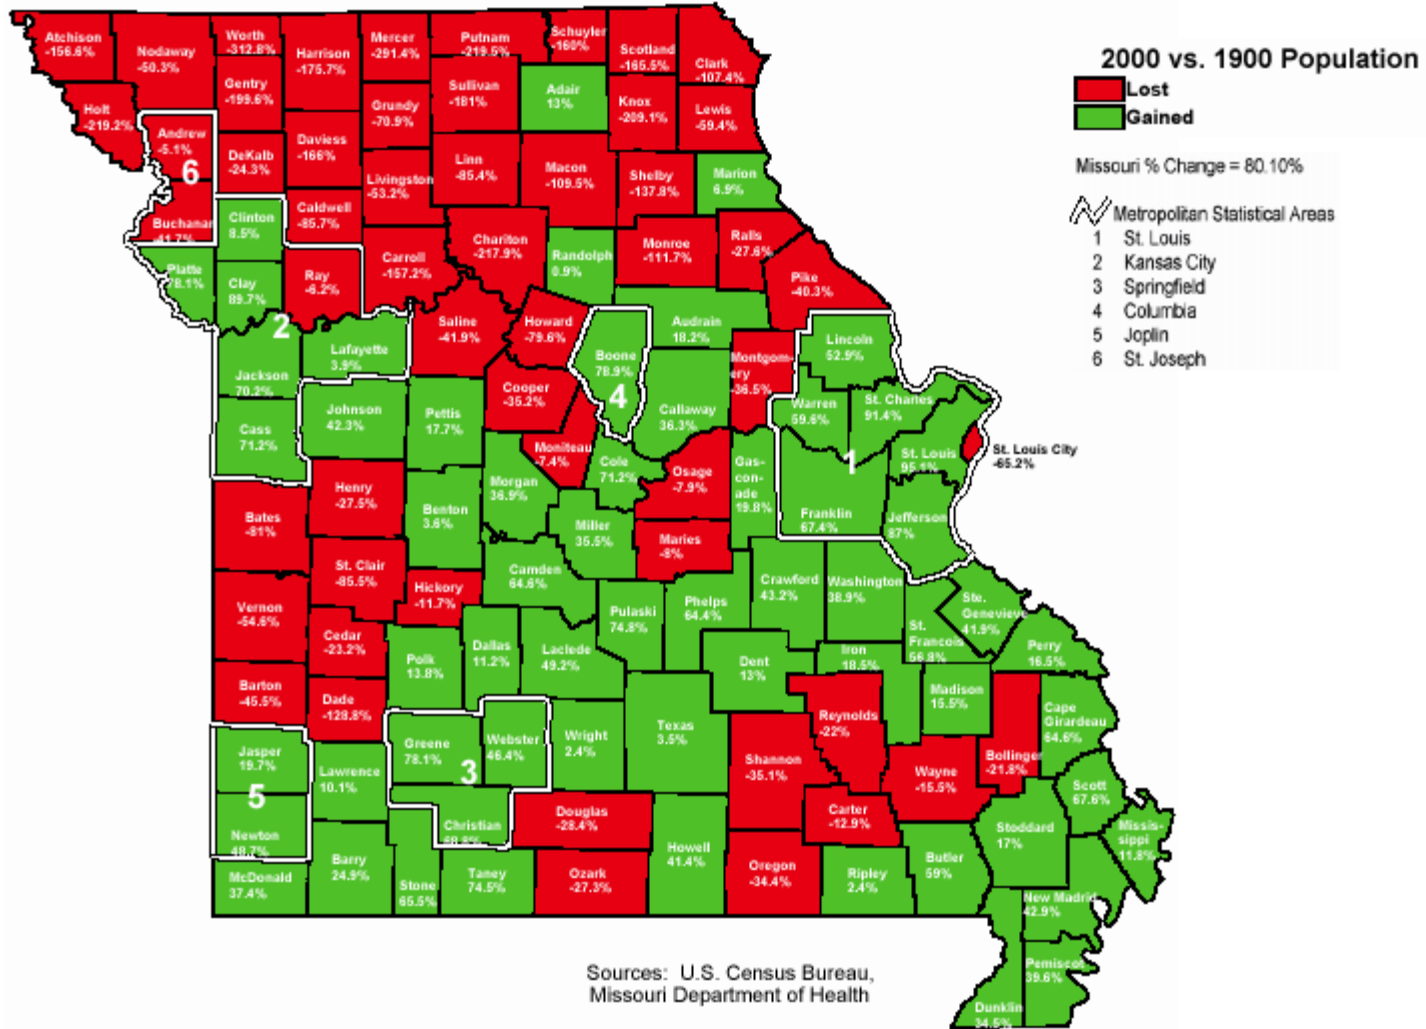 2000 vs. 1900 Population
Lost
Gained
Missouri % Change = 80.10%
Metropolitan Statistical Areas
1 St. Louis
2 Kansas City
3 Springfield
4 Columbia
5 Joplin
6 St. Joseph
Atchison
-156.6%
Nodaway
-50.3%
Worth
-312.8%
Harrison
-175.7%
Mercer
-291.4%
Putnam
-219.5%
Schuyler
-160%
Scotland
-165.5%
Clark
-107.4%
Holt
-219.2%
Gentry
-199.6%
Grundy
-70.9%
Sullivan
-181%
Adair
13%
Knox
-209.1%
Lewis
-59.4%
Andrew
-5.1%
6
DeKalb
-24.3%
Daviess
-166%
Livingston
-53.2%
Linn
-85.4%
Macon
-109.5%
Shelby
-137.8%
Marion
6.9%
Buchanan
-41.7%
Clinton
8.5%
Caldwell
-85.7%
Carroll
-157.2%
Chariton
-217.9%
Randolph
0.9%
Monroe
-111.7%
Ralls
-27.6%
Pike
-40.3%
Platte
78.1%
Clay
89.7%
Ray
-6.2%
2
Jackson
70.2%
Lafayette
3.9%
Saline
-41.9%
Howard
-79.6%
Boone
78.9%
4
Audrain
18.2%
Montgom-
ery
-36.5%
Lincoln
52.9%
Cass
71.2%
Johnson
42.3%
Pettis
17.7%
Cooper
-35.2%
Callaway
36.3%
Warren
59.6%
St. Charles
91.4%
Moniteau
-7.4%
Cole
71.2%
Osage
-7.9%
Gas-
con-
ade
19.8%
1
St. Louis
95.1%
St. Louis City
-65.2%
Franklin
67.4%
Jefferson
87%
Bates
-81%
Henry
-27.5%
Benton
3.6%
Morgan
36.9%
Miller
35.5%
Maries
-8%
St. Clair
-85.5%
Hickory
-11.7%
Camden
64.6%
Pulaski
74.8%
Phelps
64.4%
Crawford
43.2%
Washington
38.9%
Ste.
Genevieve
41.9%
St.
Francois
56.8%
Perry
16.5%
Vernon
-54.6%
Cedar
-23.2%
Polk
13.8%
Dallas
11.2%
Laclede
49.2%
Dent
13%
Iron
18.5%
Madison
15.5%
Barton
-45.5%
Dade
-128.8%
Greene
78.1%
3
Webster
46.4%
Wright
2.4%
Texas
3.5%
Shannon
-35.1%
Reynolds
-22%
Wayne
-15.5%
Bollinger
-21.8%
Cape
Girardeau
64.6%
Jasper
19.7%
5
Newton
48.7%
Lawrence
10.1%
Christian
Douglas
-28.4%
Howell
41.4%
Carter
-12.9%
Scott
67.6%
Stoddard
17%
Missis-
sippi
11.8%
McDonald
37.4%
Barry
24.9%
Stone
65.5%
Taney
74.5%
Ozark
-27.3%
Oregon
-34.4%
Ripley
2.4%
Butler
59%
New Madrid
42.9%
Pemiscot
39.6%
Dunklin
34.5%
Sources: U.S. Census Bureau,
Missouri Department of Health